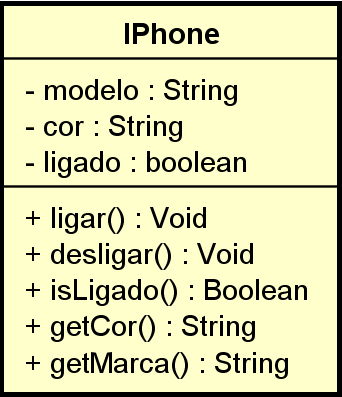 IPhone
- modelo : String
- cor : String
- ligado : boolean
+ ligar() : Void
+ desligar() : Void
+ isLigado() : Boolean
+ getCor() : String
+ getMarca() : String